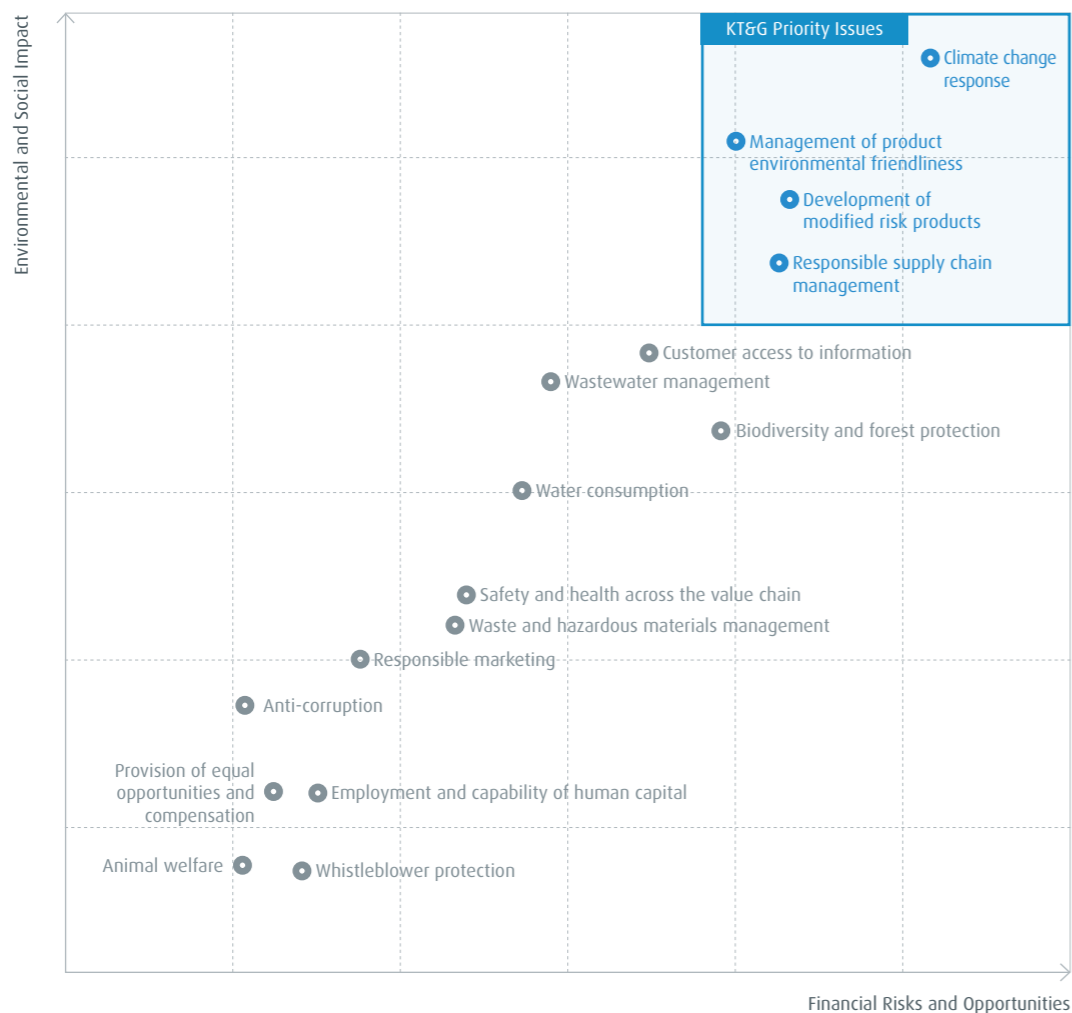 Environmental and Social Impact
KT&G Priority Issues
Climate change
response
Management of product
environmental friendliness
Development of
modified risk products
Responsible supply chain
management
Customer access to information
Wastewater management
Biodiversity and forest protection
Water consumption
Safety and health across the value chain
Waste and hazardous materials management
Responsible marketing
Anti-corruption
Provision of equal
opportunities and
compensation
Employment and capability of human capital
Animal welfare
Whistleblower protection
Financial Risks and Opportunities